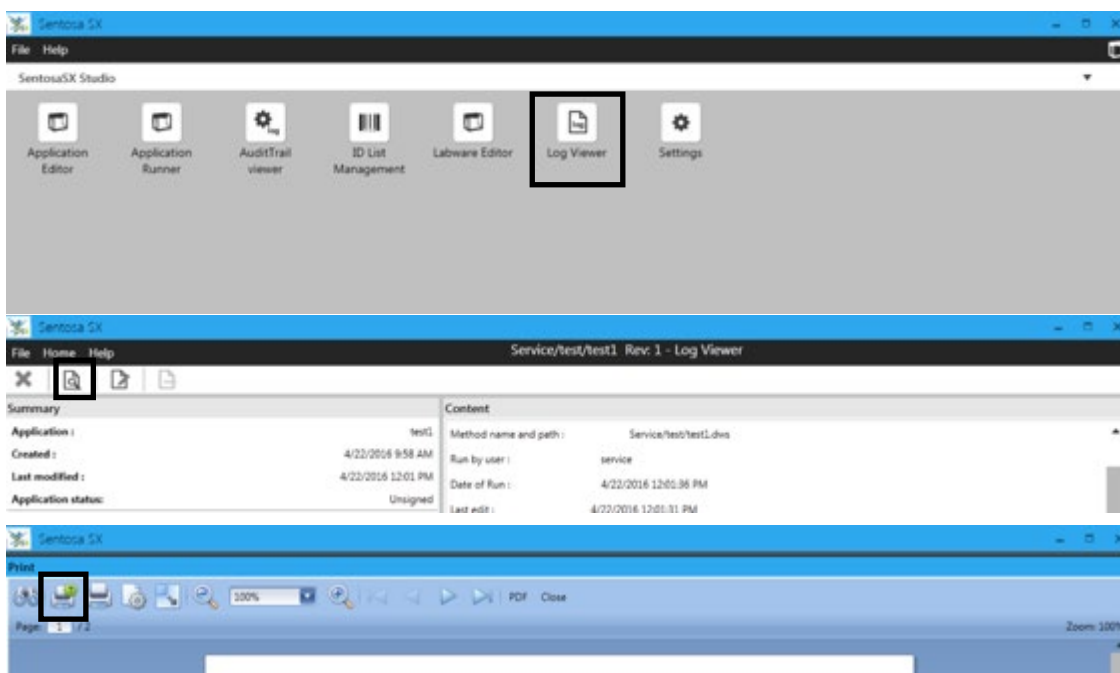 Sentosa SX
File Help
SentosaSX Studio
Application Editor
Application Runner
AuditTrail viewer
ID List Management
Labware Editor
Log Viewer
Settings
Sentosa SX
File Home Help
Service/test/test1 Rev: 1 - Log Viewer
Summary
Application : test1
Created : 4/22/2016 9:58 AM
Last modified : 4/22/2016 12:01 PM
Application status: Unsigned
Content
Method name and path : Service/test/test1.dws
Run by user : service
Date of Run : 4/22/2016 12:01:36 PM
Last edit : 4/22/2016 12:01:31 PM
Sentosa SX
Print
100% PDF Close
Page: 1 / 2
Zoom: 100%